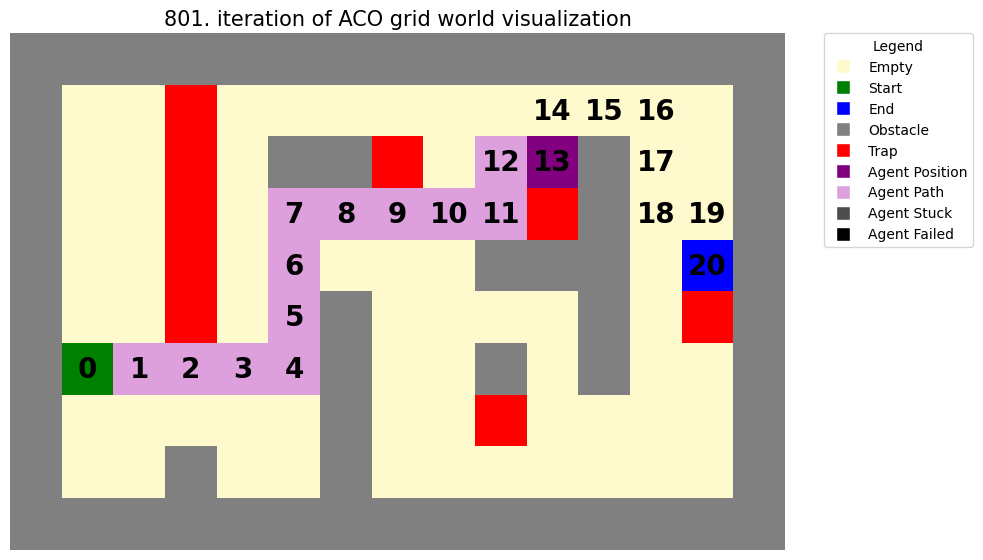 801. iteration of ACO grid world visualization
Legend
Empty
Start
End
Obstacle
Trap
Agent Position
Agent Path
Agent Stuck
Agent Failed
14 15 16
12 13 17
7 8 9 10 11 18 19
6 20
5
0 1 2 3 4